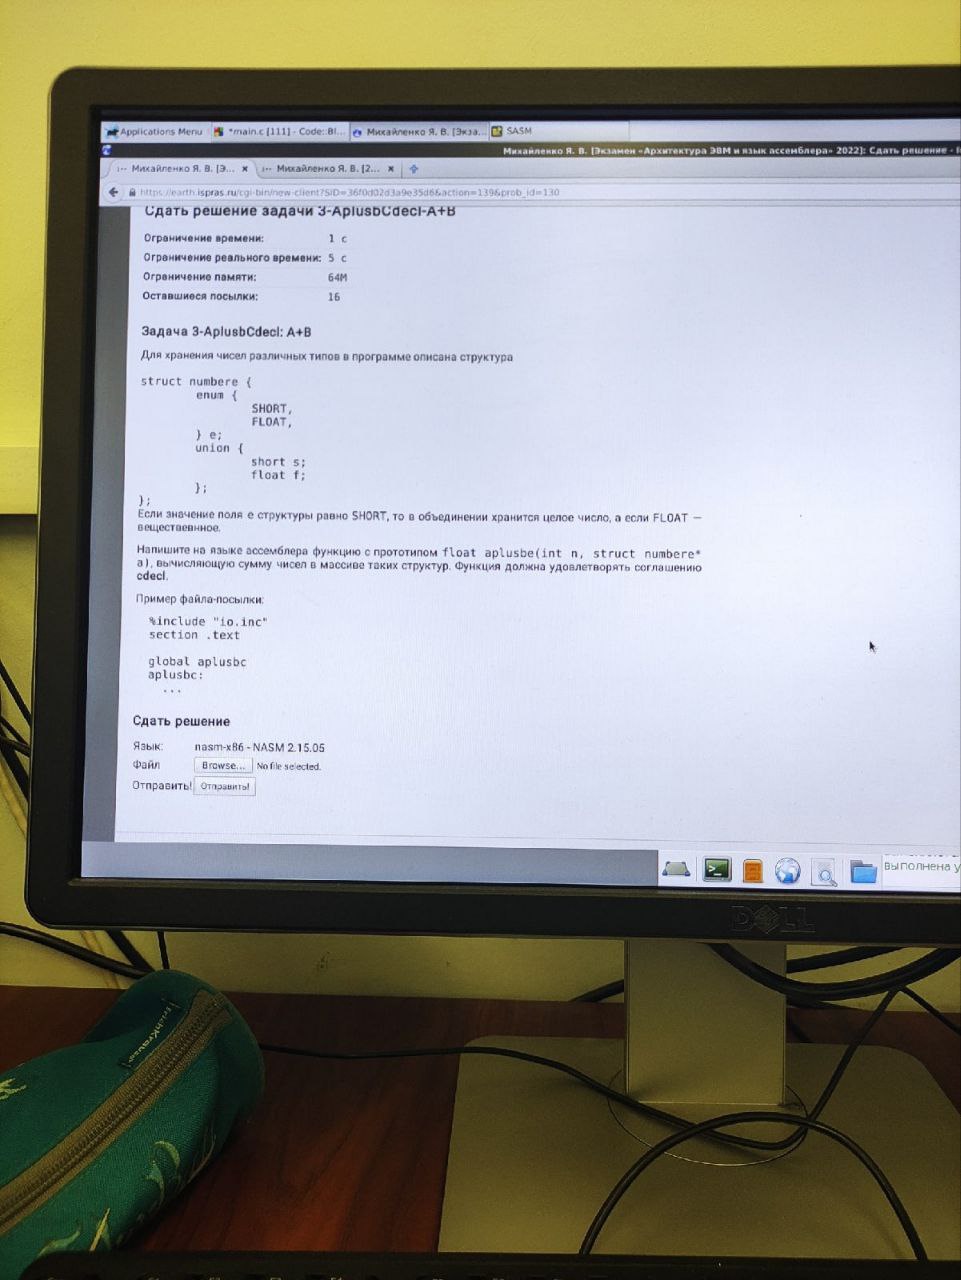 Applications Menu *main.c [111] - Code::Bl... Михайленко Я. В. [Экза... SASM
Михайленко Я. В. [Экзамен «Архитектура ЭВМ и язык ассемблера» 2022]: Сдать решение -
Михайленко Я. В. [Э... × Михайленко Я. В. [2... ×
https://earth.ispras.ru/cgi-bin/new-client?SID=36f0d02d3a9e35d6&action=139&prob_id=130
Сдать решение задачи 3-AplusbCdecl-A+B
Ограничение времени: 1 с
Ограничение реального времени: 5 с
Ограничение памяти: 64M
Оставшиеся посылки: 16
Задача 3-AplusbCdecl: A+B
Для хранения чисел различных типов в программе описана структура
struct numbere {
enum {
SHORT,
FLOAT,
} e;
union {
short s;
float f;
};
};
Если значение поля e структуры равно SHORT, то в объединении хранится целое число, а если FLOAT —
вещественное.
Напишите на языке ассемблера функцию с прототипом float aplusbe(int n, struct numbere*
a), вычисляющую сумму чисел в массиве таких структур. Функция должна удовлетворять соглашению
cdecl.
Пример файла-посылки:
%include "io.inc"
section .text
global aplusbc
aplusbc:
...
Сдать решение
Язык: nasm-x86 - NASM 2.15.05
Файл Browse... No file selected.
Отправить! Отправить!
выполнена у
DELL
ErichKrause